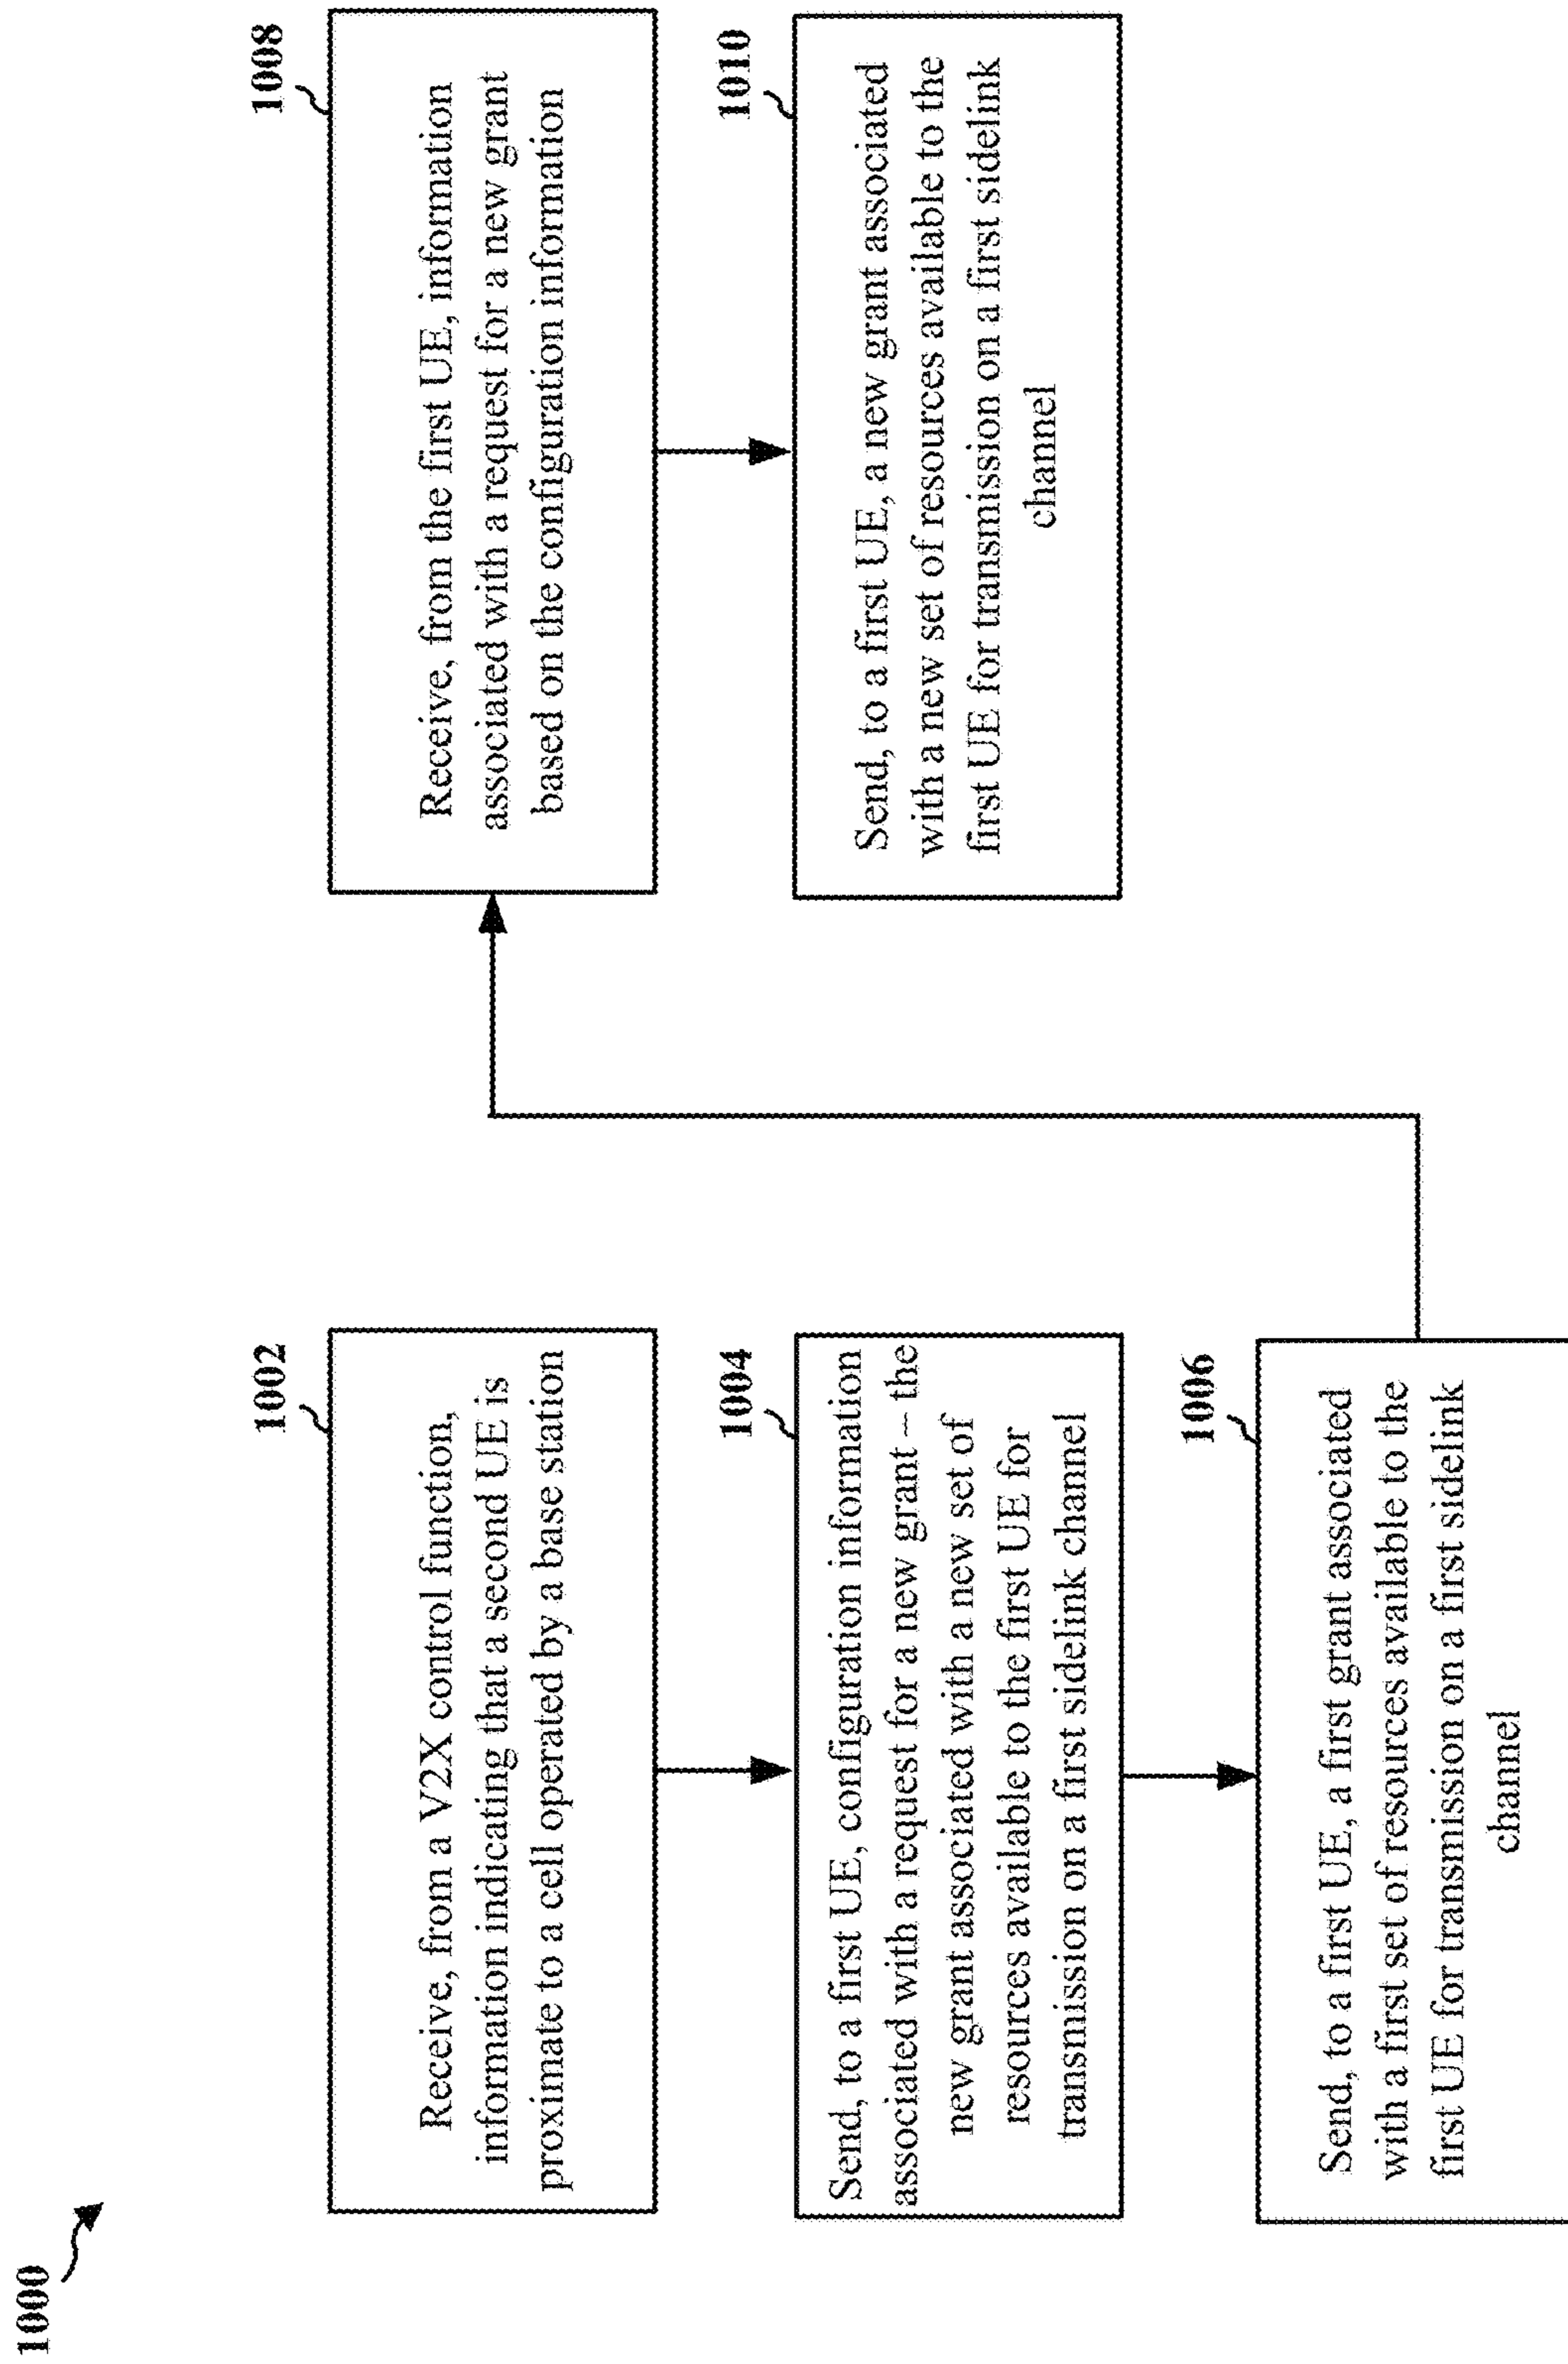 1000
1002
Receive, from a V2X control function,
information indicating that a second UE is
proximate to a cell operated by a base station
1004
Send, to a first UE, configuration information
associated with a request for a new grant – the
new grant associated with a new set of
resources available to the first UE for
transmission on a first sidelink channel
1006
Send, to a first UE, a first grant associated
with a first set of resources available to the
first UE for transmission on a first sidelink
channel
1008
Receive, from the first UE, information
associated with a request for a new grant
based on the configuration information
1010
Send, to a first UE, a new grant associated
with a new set of resources available to the
first UE for transmission on a first sidelink
channel